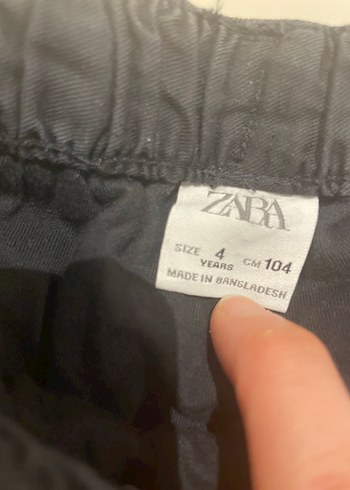 ZARA
SIZE 4 YEARS CM 104
MADE IN BANGLADESH